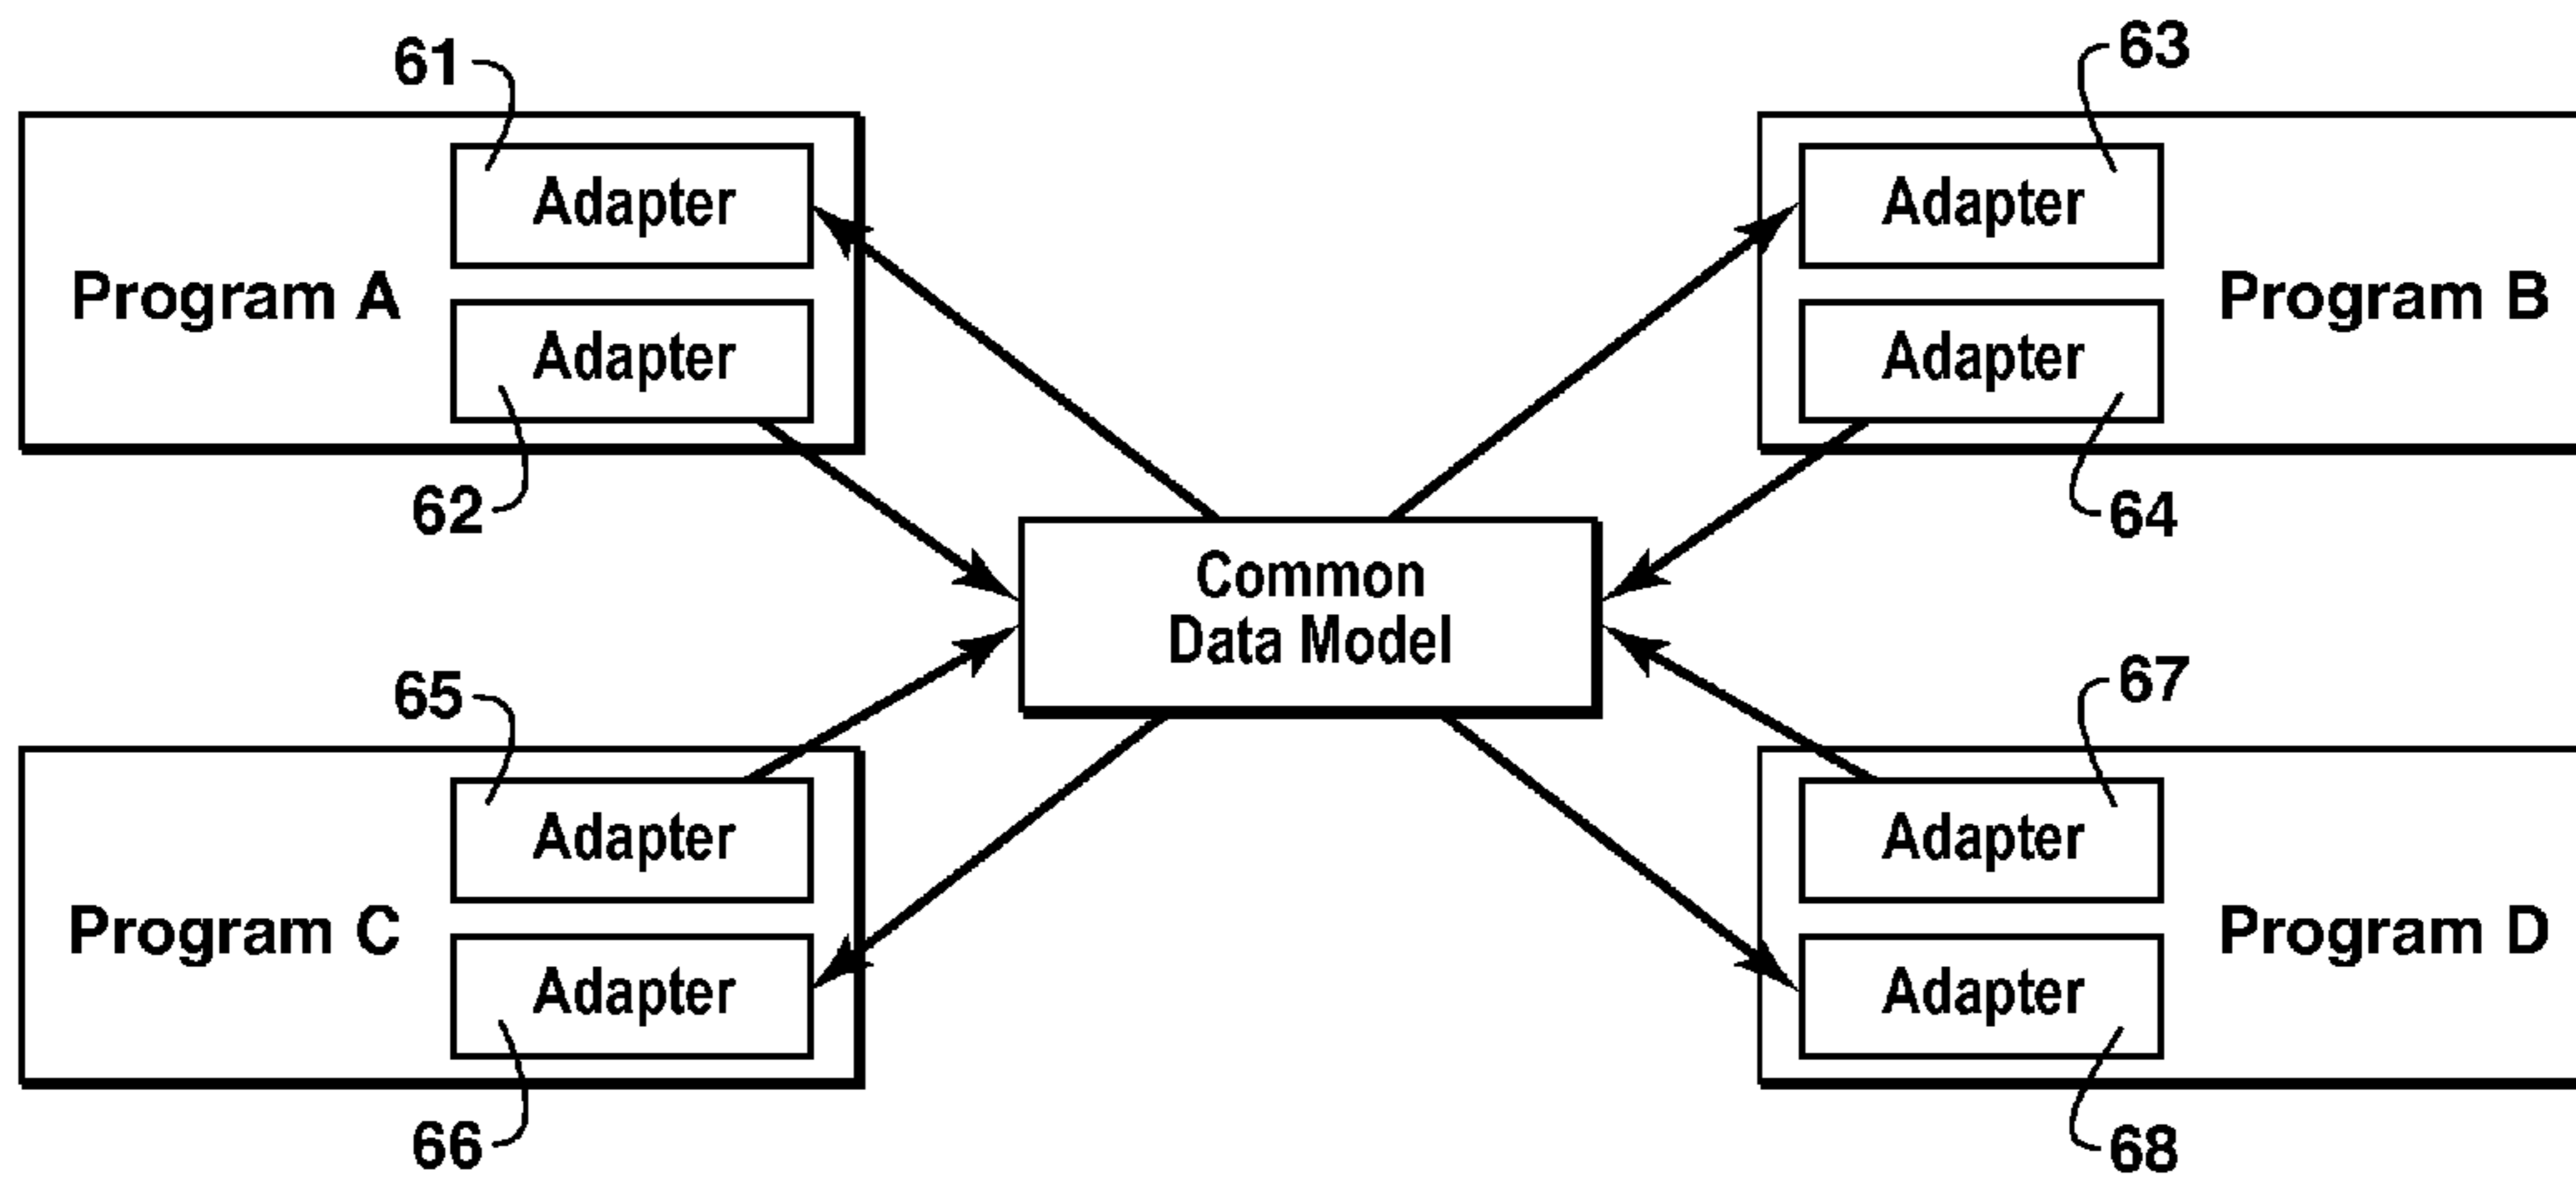 61
63
Adapter
Adapter
Program A
Program B
Adapter
Adapter
62
64
Common
Data Model
65
67
Adapter
Adapter
Program C
Program D
Adapter
Adapter
66
68